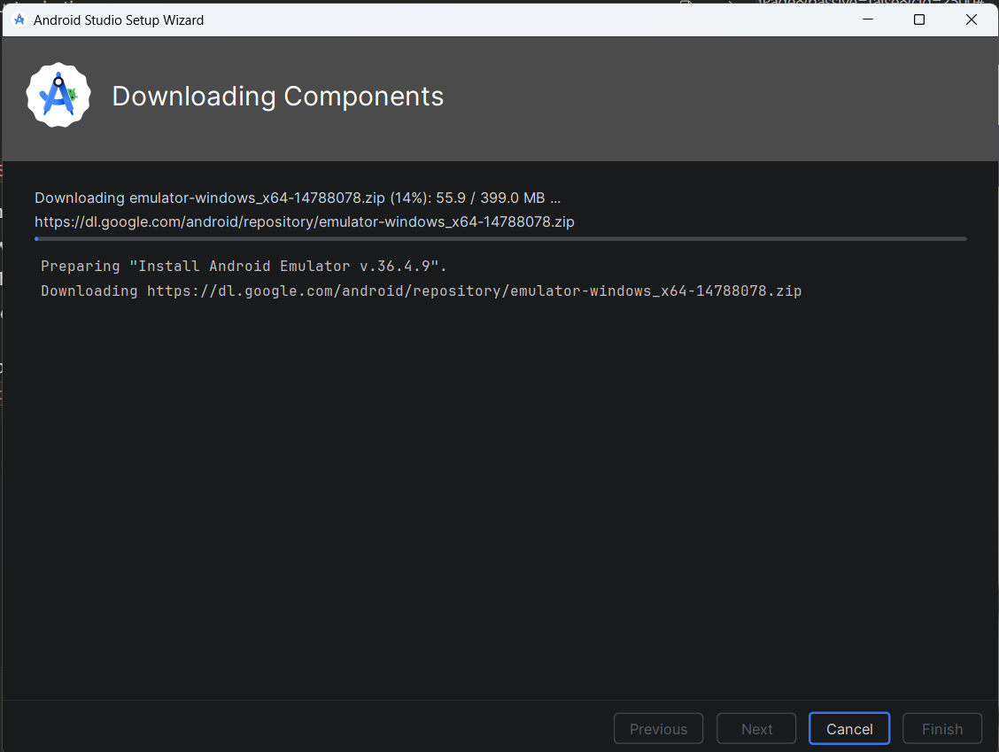 Android Studio Setup Wizard
Downloading Components
Downloading emulator-windows_x64-14788078.zip (14%): 55.9 / 399.0 MB ...
https://dl.google.com/android/repository/emulator-windows_x64-14788078.zip
Preparing "Install Android Emulator v.36.4.9".
Downloading https://dl.google.com/android/repository/emulator-windows_x64-14788078.zip
Previous Next Cancel Finish